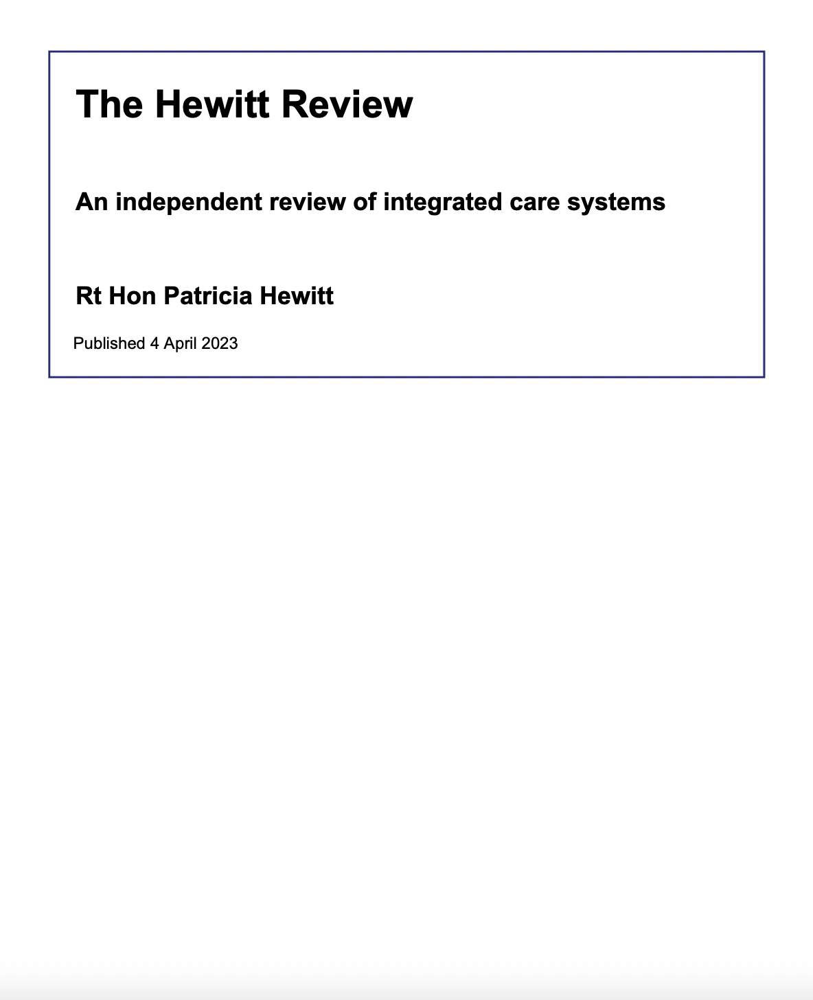 The Hewitt Review
An independent review of integrated care systems
Rt Hon Patricia Hewitt
Published 4 April 2023